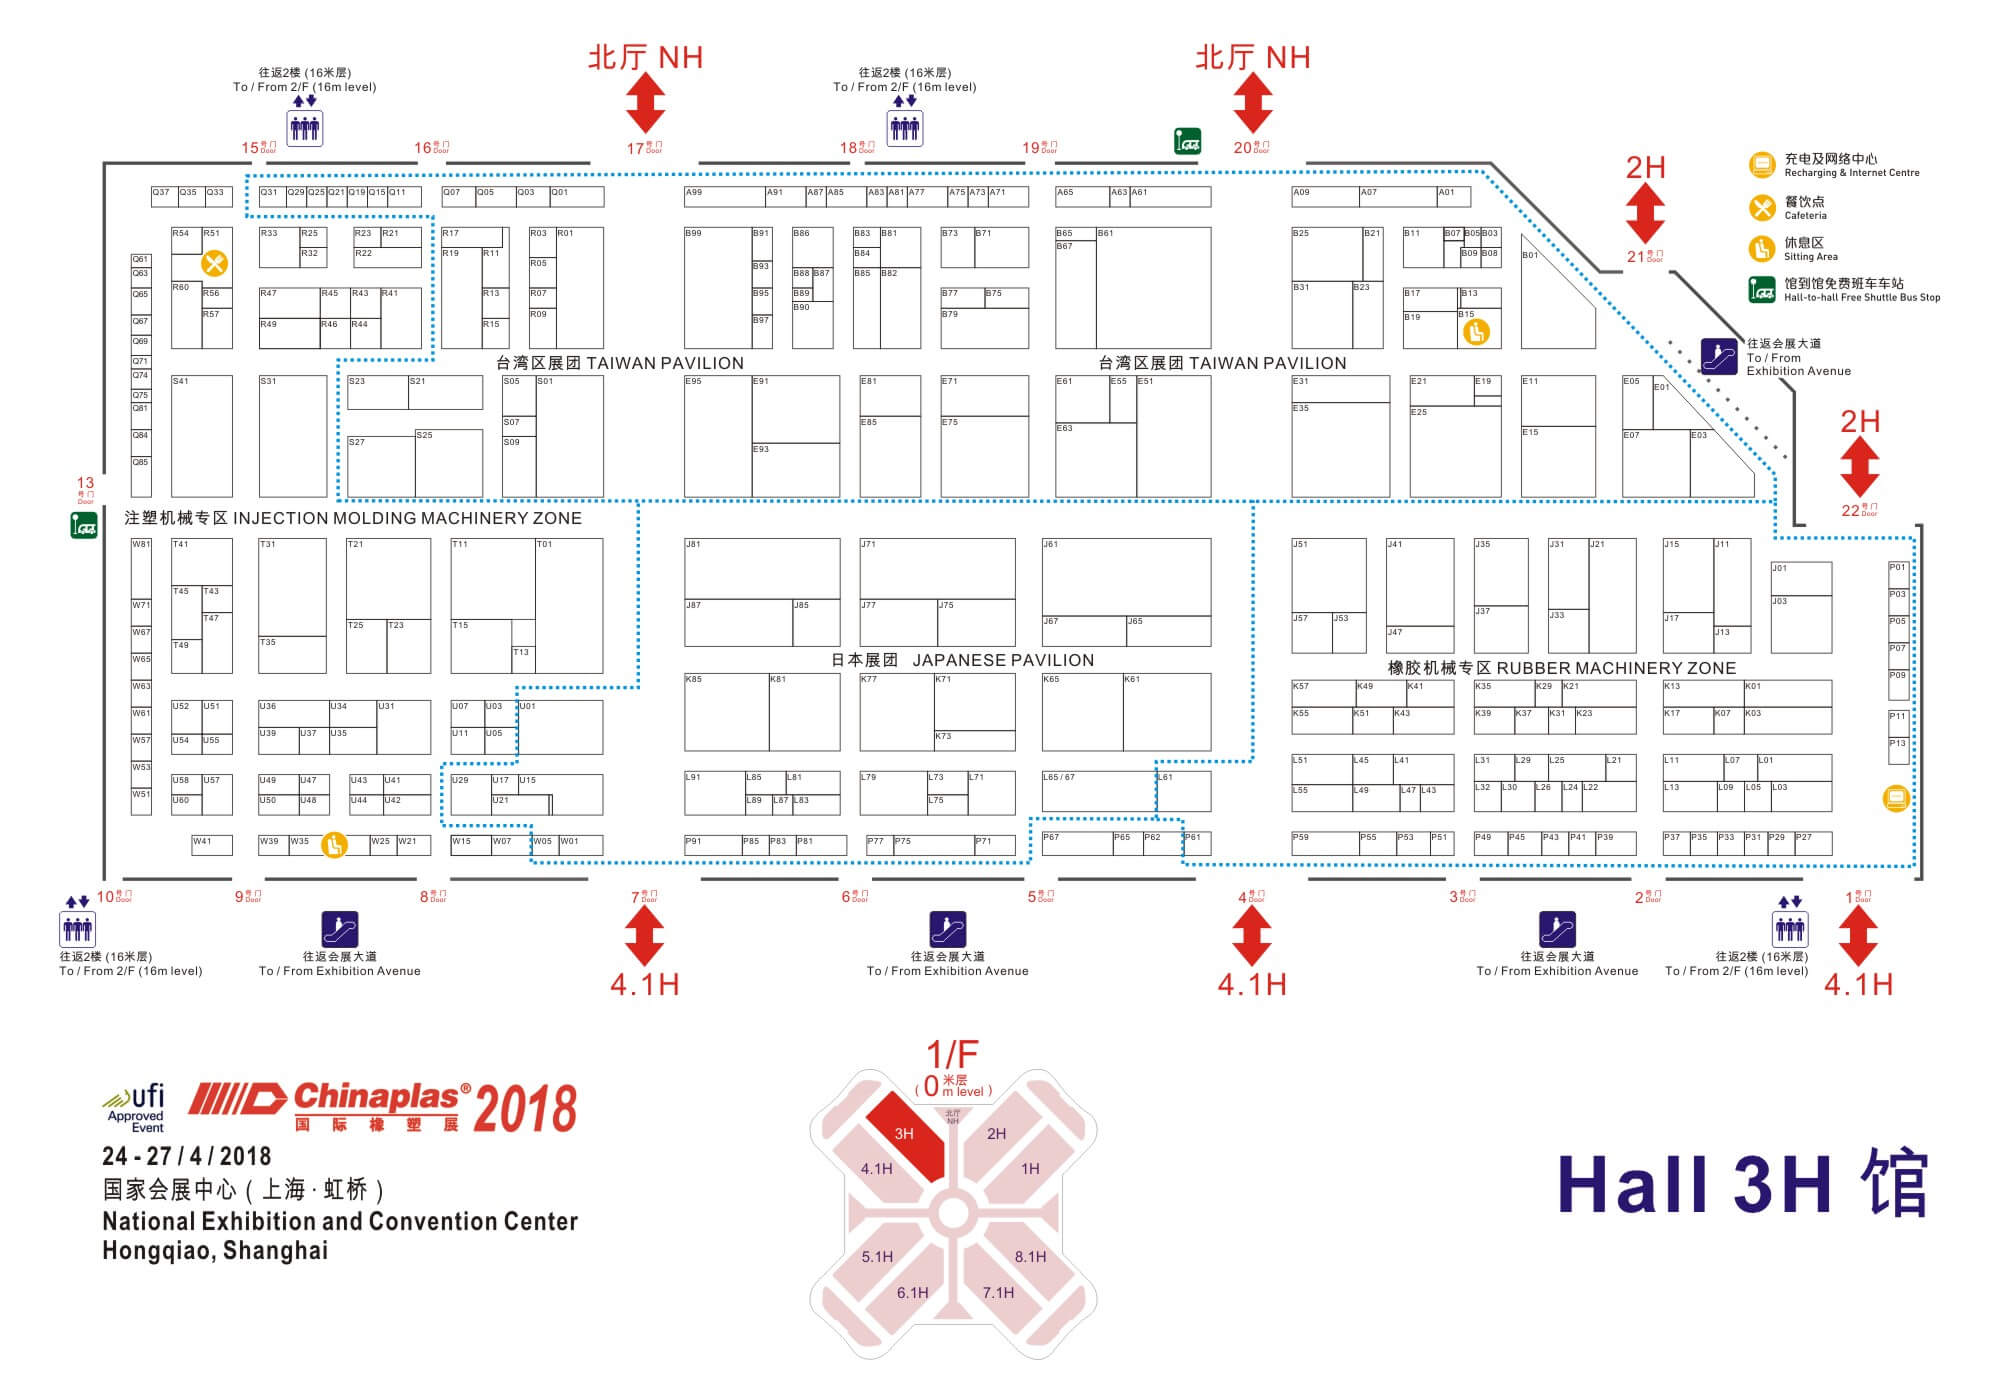 北厅 NH
北厅 NH
往返2楼 (16米层)
To / From 2/F (16m level)
往返2楼 (16米层)
To / From 2/F (16m level)
15号门 Door
16号门 Door
17号门 Door
18号门 Door
19号门 Door
20号门 Door
2H
21号门 Door
充电及网络中心
Recharging & Internet Centre
餐饮点
Cafeteria
休息区
Sitting Area
馆到馆免费班车车站
Hall-to-hall Free Shuttle Bus Stop
往返会展大道
To / From
Exhibition Avenue
2H
22号门 Door
Q37 Q35 Q33 Q31 Q29 Q25 Q21 Q19 Q15 Q11 Q07 Q05 Q03 Q01 A99 A91 A87 A85 A83 A81 A77 A75 A73 A71 A65 A63 A61 A09 A07 A01
R54 R51 R33 R25 R23 R21 R17 R03 R01 B99 B91 B86 B83 B81 B73 B71 B65 B61 B25 B21 B11 B07 B05 B03
R32 R22 R19 R11 B84 B67 B09 B08 B01
Q61 R05 B93
Q63 B88 B87 B85 B82
Q65 R60 R56 R47 R45 R43 R41 R13 R07 B95 B89 B77 B75 B31 B23 B17 B13
R57 R09 B90 B79 B19 B15
Q67 R49 R46 R44 R15 B97
Q69
Q71
台湾区展团 TAIWAN PAVILION
台湾区展团 TAIWAN PAVILION
Q74 S41 S31 S23 S21 S05 S01 E95 E91 E81 E71 E61 E55 E51 E31 E21 E19 E11 E05 E01
Q75
Q81 S07 E85 E75 E63 E35 E25
Q84 S27 S25 S09 E93 E15 E07 E03
Q85
13
号门
Door
注塑机械专区 INJECTION MOLDING MACHINERY ZONE
W81 T41 T31 T21 T11 T01 J81 J71 J61 J51 J41 J35 J31 J21 J15 J11
J01 P01
T45 T43 P03
W71 J87 J85 J77 J75 J37 J03
T47 T25 T23 T15 J67 J65 J57 J53 J33 J17 P05
W67 T49 T35 J47 J13
W65 T13 P07
日本展团 JAPANESE PAVILION
橡胶机械专区 RUBBER MACHINERY ZONE
W63 K85 K81 K77 K71 K65 K61 K57 K49 K41 K35 K29 K21 K13 K01 P09
W61 U52 U51 U36 U34 U31 U07 U03 U01 K55 K51 K43 K39 K37 K31 K23 K17 K07 K03 P11
W57 U54 U55 U39 U37 U35 U11 U05 K73 P13
W53 U58 U57 U49 U47 U43 U41 U29 U17 U15 L91 L85 L81 L79 L73 L71 L65 / 67 L61 L51 L45 L41 L31 L29 L25 L21 L11 L07 L01
W51 U60 U50 U48 U44 U42 U21 L89 L87 L83 L75 L55 L49 L47 L43 L32 L30 L26 L24 L22 L13 L09 L05 L03
W41 W39 W35 W25 W21 W15 W07 W05 W01 P91 P85 P83 P81 P77 P75 P71 P67 P65 P62 P61 P59 P55 P53 P51 P49 P45 P43 P41 P39 P37 P35 P33 P31 P29 P27
10号门 Door
9号门 Door
8号门 Door
7号门 Door
6号门 Door
5号门 Door
4号门 Door
3号门 Door
2号门 Door
1号门 Door
往返2楼 (16米层)
To / From 2/F (16m level)
往返会展大道
To / From Exhibition Avenue
4.1H
往返会展大道
To / From Exhibition Avenue
4.1H
往返会展大道
To / From Exhibition Avenue
往返2楼 (16米层)
To / From 2/F (16m level)
4.1H
ufi
Approved
Event
Chinaplas® 2018
国际橡塑展
24 - 27 / 4 / 2018
国家会展中心 ( 上海 · 虹桥 )
National Exhibition and Convention Center
Hongqiao, Shanghai
1/F
( 0米层 m level )
北厅
NH
3H
2H
4.1H
1H
5.1H
8.1H
6.1H
7.1H
Hall 3H 馆